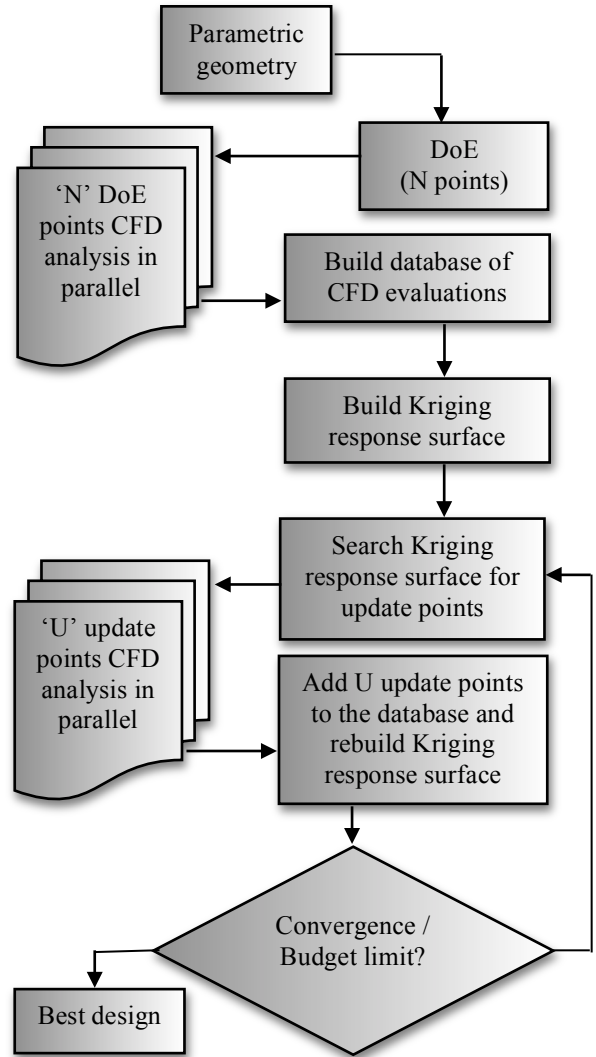 Parametric
geometry
DoE
(N points)
‘N’ DoE
points CFD
analysis in
parallel
Build database of
CFD evaluations
Build Kriging
response surface
Search Kriging
response surface for
update points
‘U’ update
points CFD
analysis in
parallel
Add U update points
to the database and
rebuild Kriging
response surface
Convergence /
Budget limit?
Best design